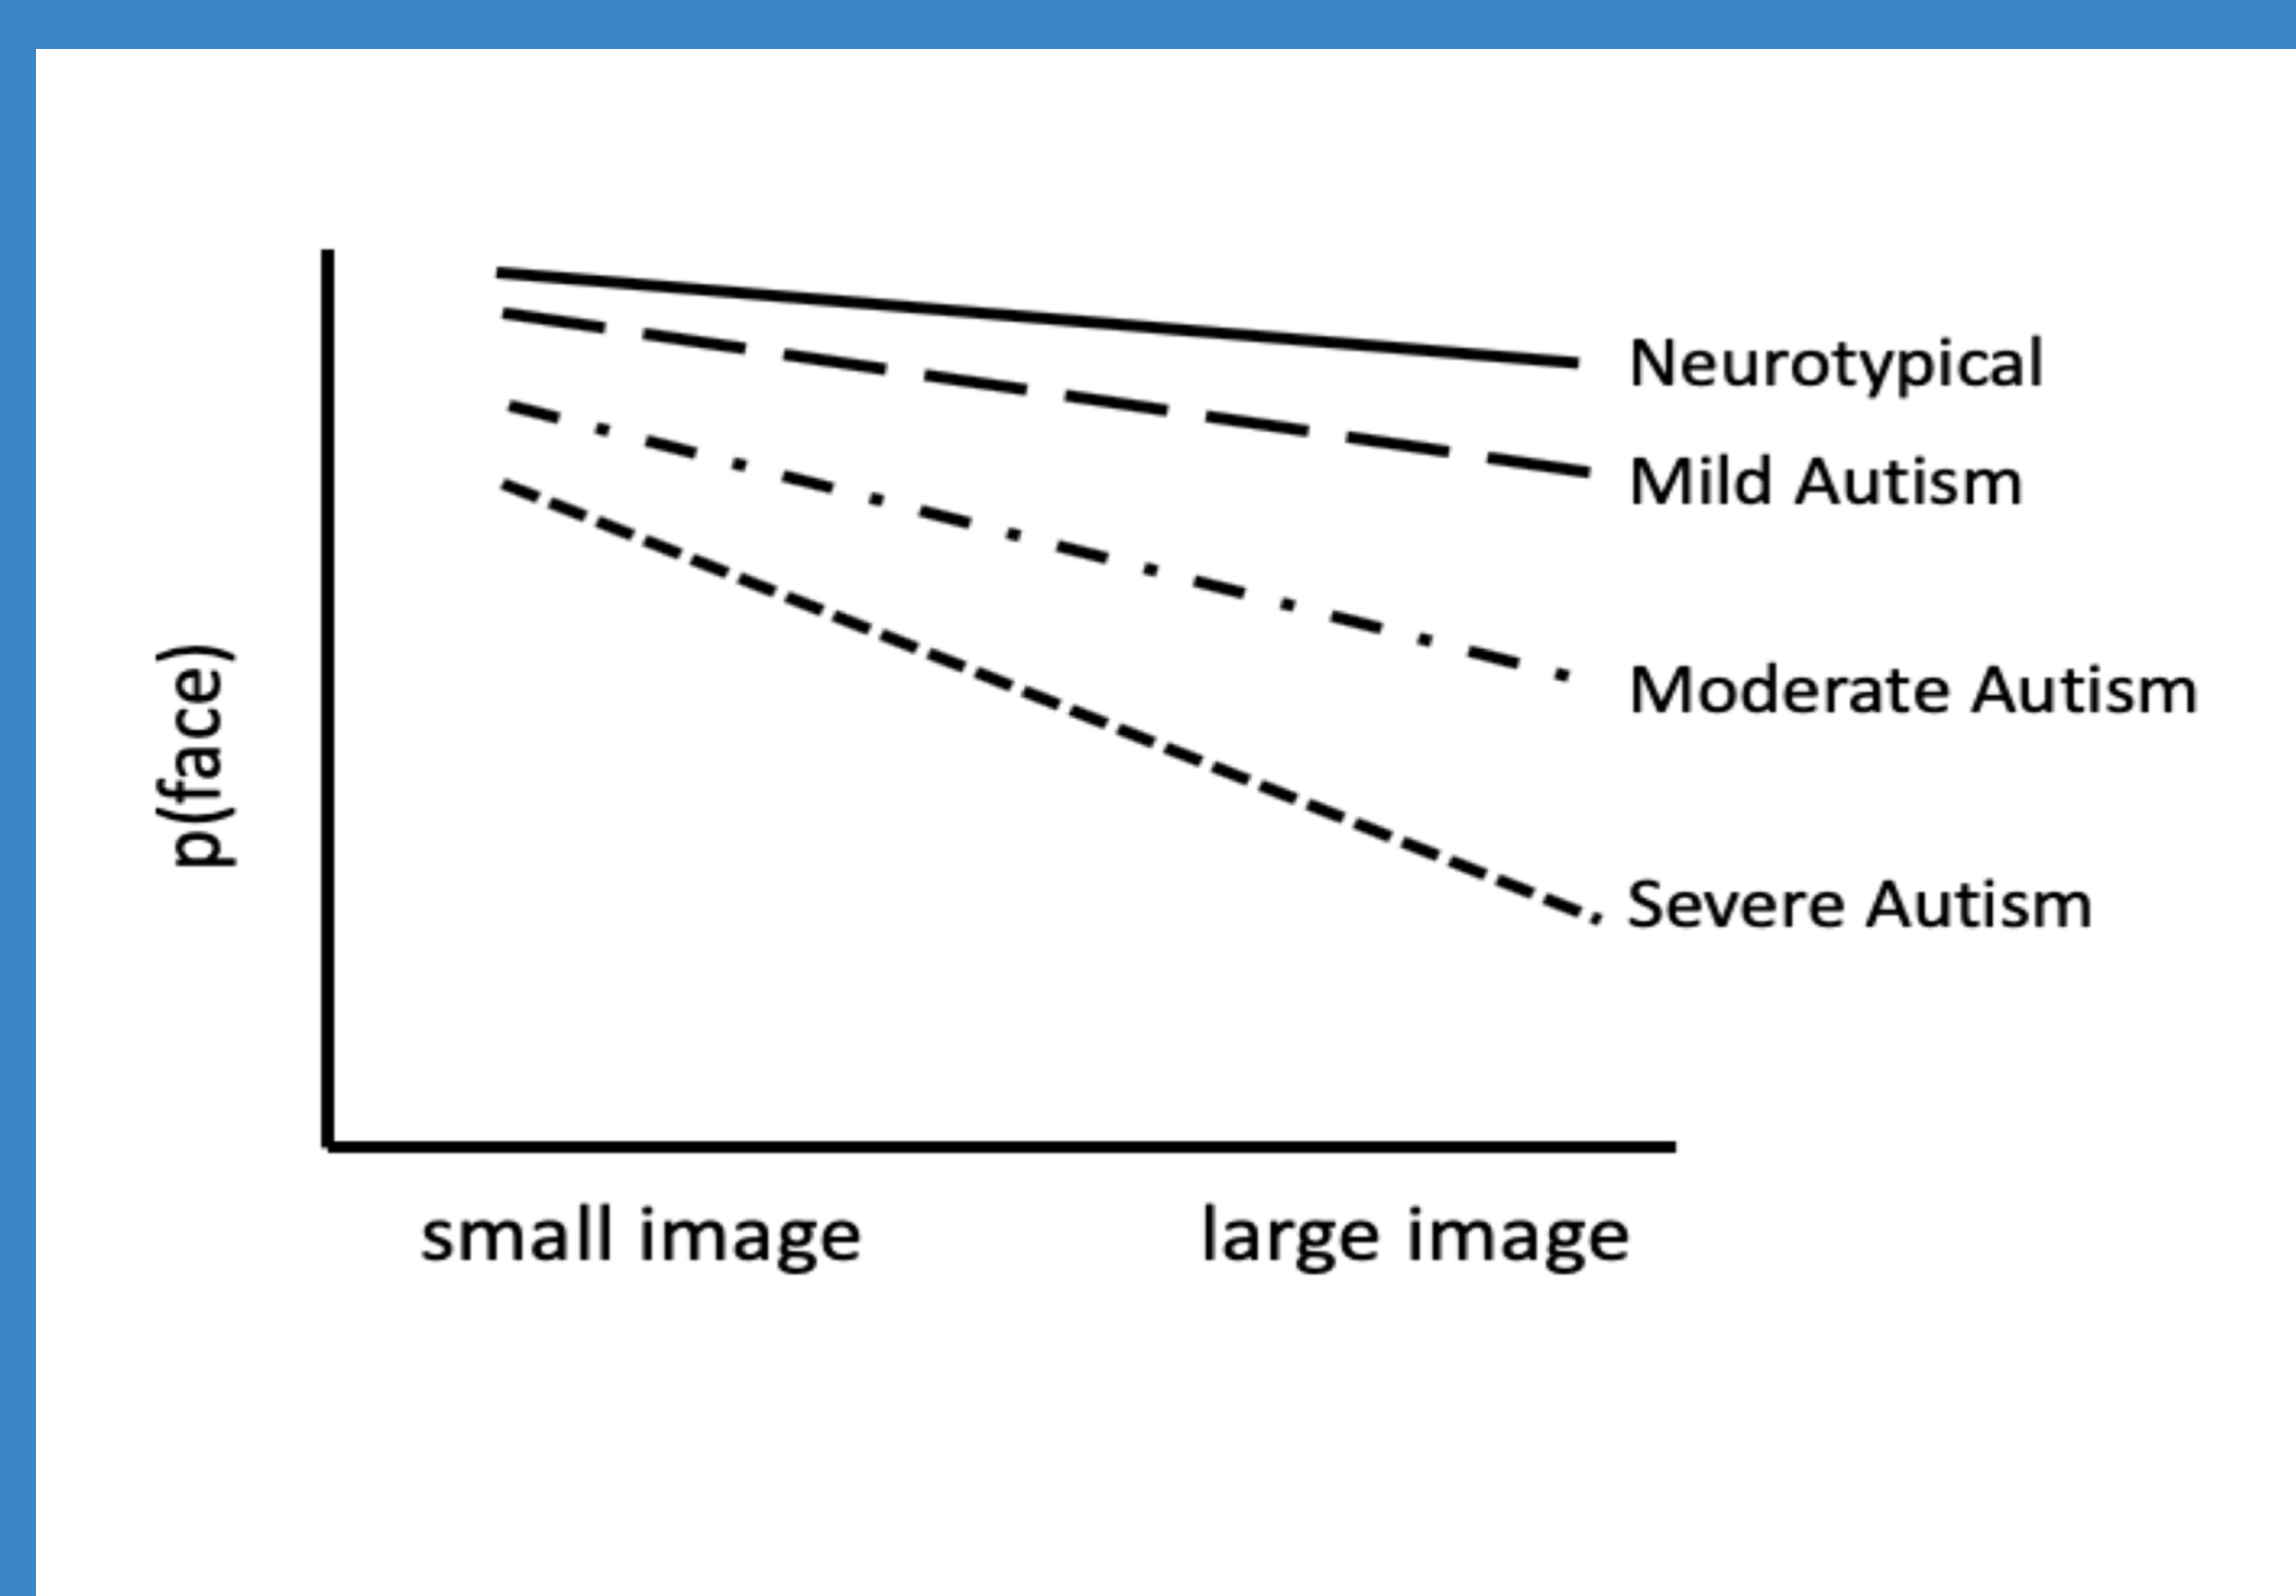 Neurotypical
Mild Autism
Moderate Autism
Severe Autism
p(face)
small image
large image